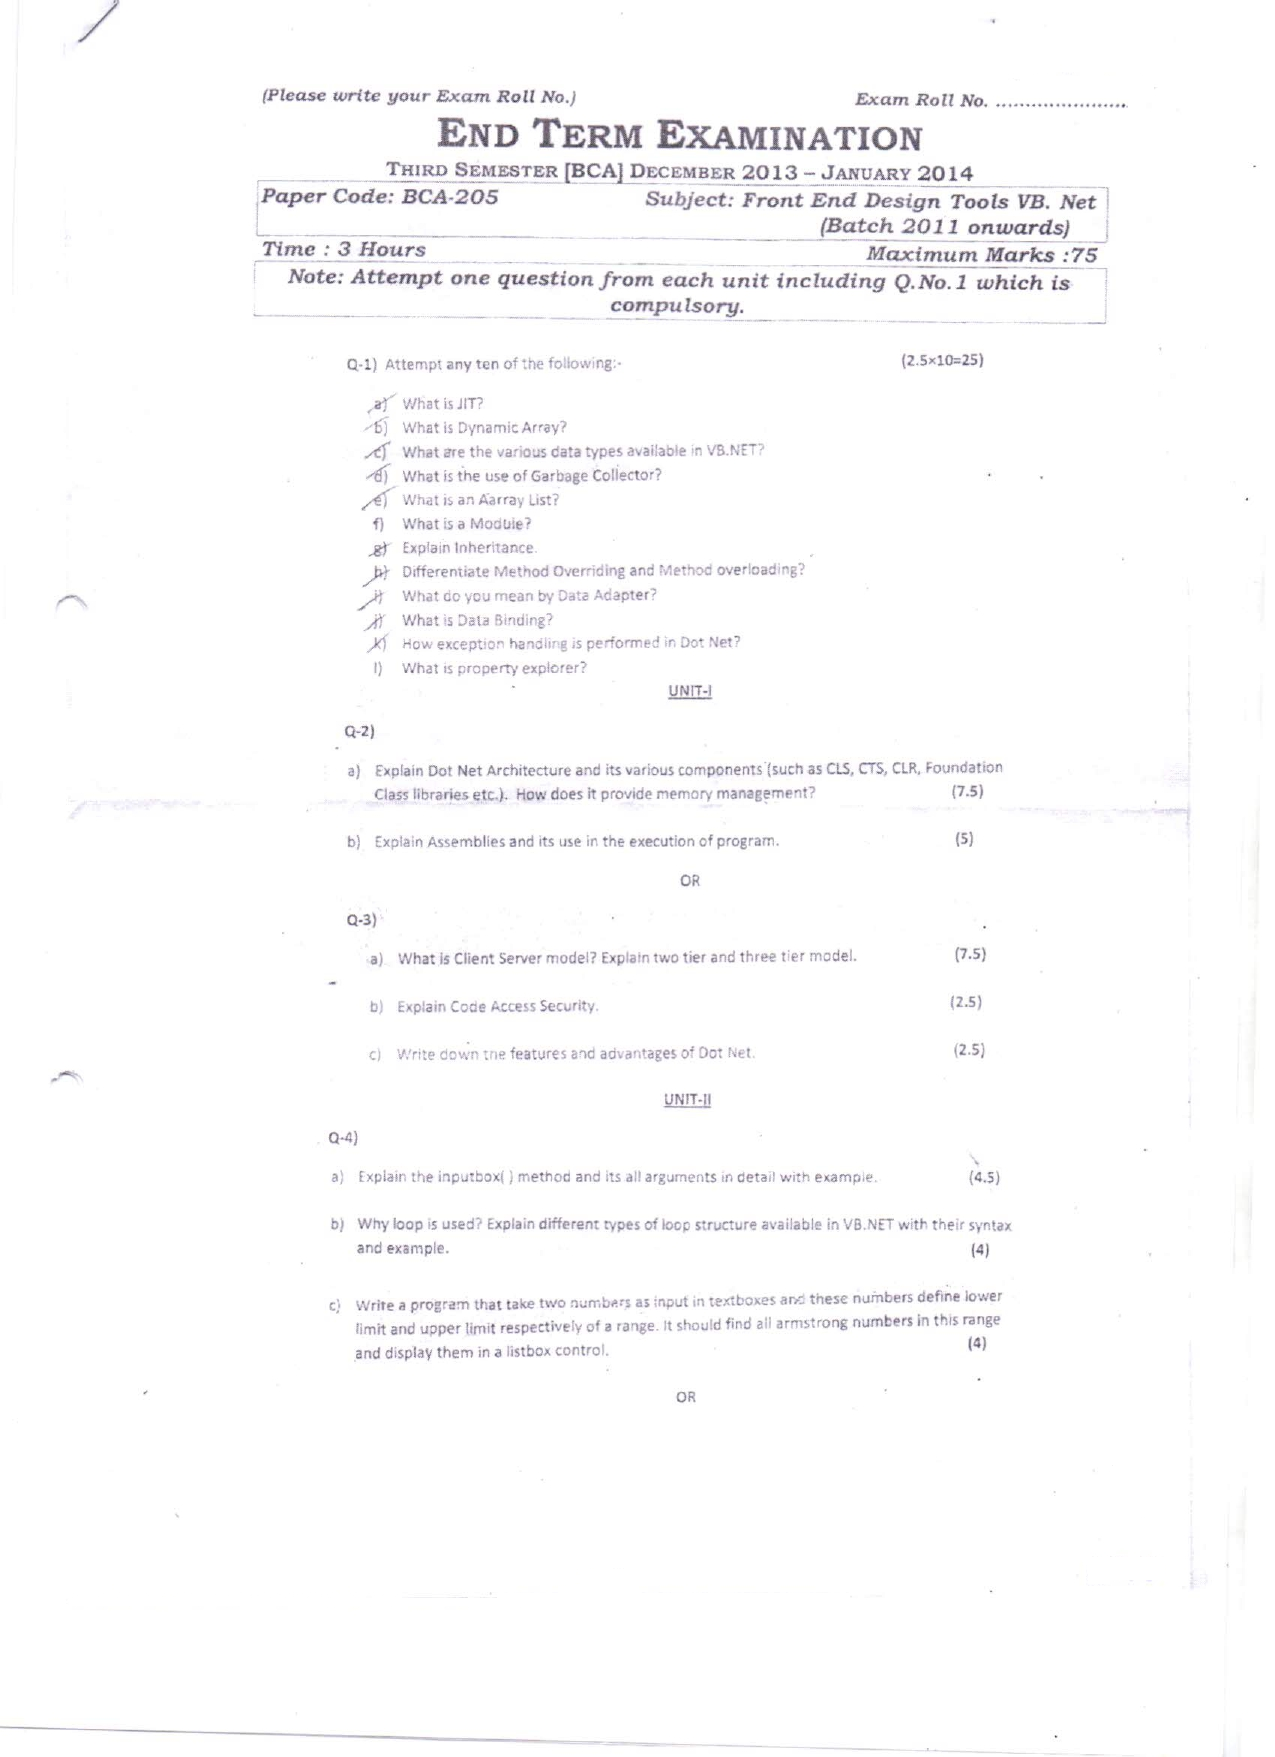 (Please write your Exam Roll No.) Exam Roll No. ......................
END TERM EXAMINATION
THIRD SEMESTER [BCA] DECEMBER 2013 – JANUARY 2014
Paper Code: BCA-205 Subject: Front End Design Tools VB. Net
(Batch 2011 onwards)
Time : 3 Hours Maximum Marks :75
Note: Attempt one question from each unit including Q.No.1 which is
compulsory.
Q-1) Attempt any ten of the following:- (2.5×10=25)
a) What is JIT?
b) What is Dynamic Array?
c) What are the various data types available in VB.NET?
d) What is the use of Garbage Collector?
e) What is an Aarray List?
f) What is a Module?
g) Explain Inheritance.
h) Differentiate Method Overriding and Method overloading?
i) What do you mean by Data Adapter?
j) What is Data Binding?
k) How exception handling is performed in Dot Net?
l) What is property explorer?
UNIT-I
Q-2)
a) Explain Dot Net Architecture and its various components (such as CLS, CTS, CLR, Foundation
Class libraries etc.). How does it provide memory management? (7.5)
b) Explain Assemblies and its use in the execution of program. (5)
OR
Q-3)
a) What is Client Server model? Explain two tier and three tier model. (7.5)
b) Explain Code Access Security. (2.5)
c) Write down the features and advantages of Dot Net. (2.5)
UNIT-II
Q-4)
a) Explain the inputbox( ) method and its all arguments in detail with example. (4.5)
b) Why loop is used? Explain different types of loop structure available in VB.NET with their syntax
and example. (4)
c) Write a program that take two numbers as input in textboxes and these numbers define lower
limit and upper limit respectively of a range. It should find all armstrong numbers in this range
and display them in a listbox control. (4)
OR